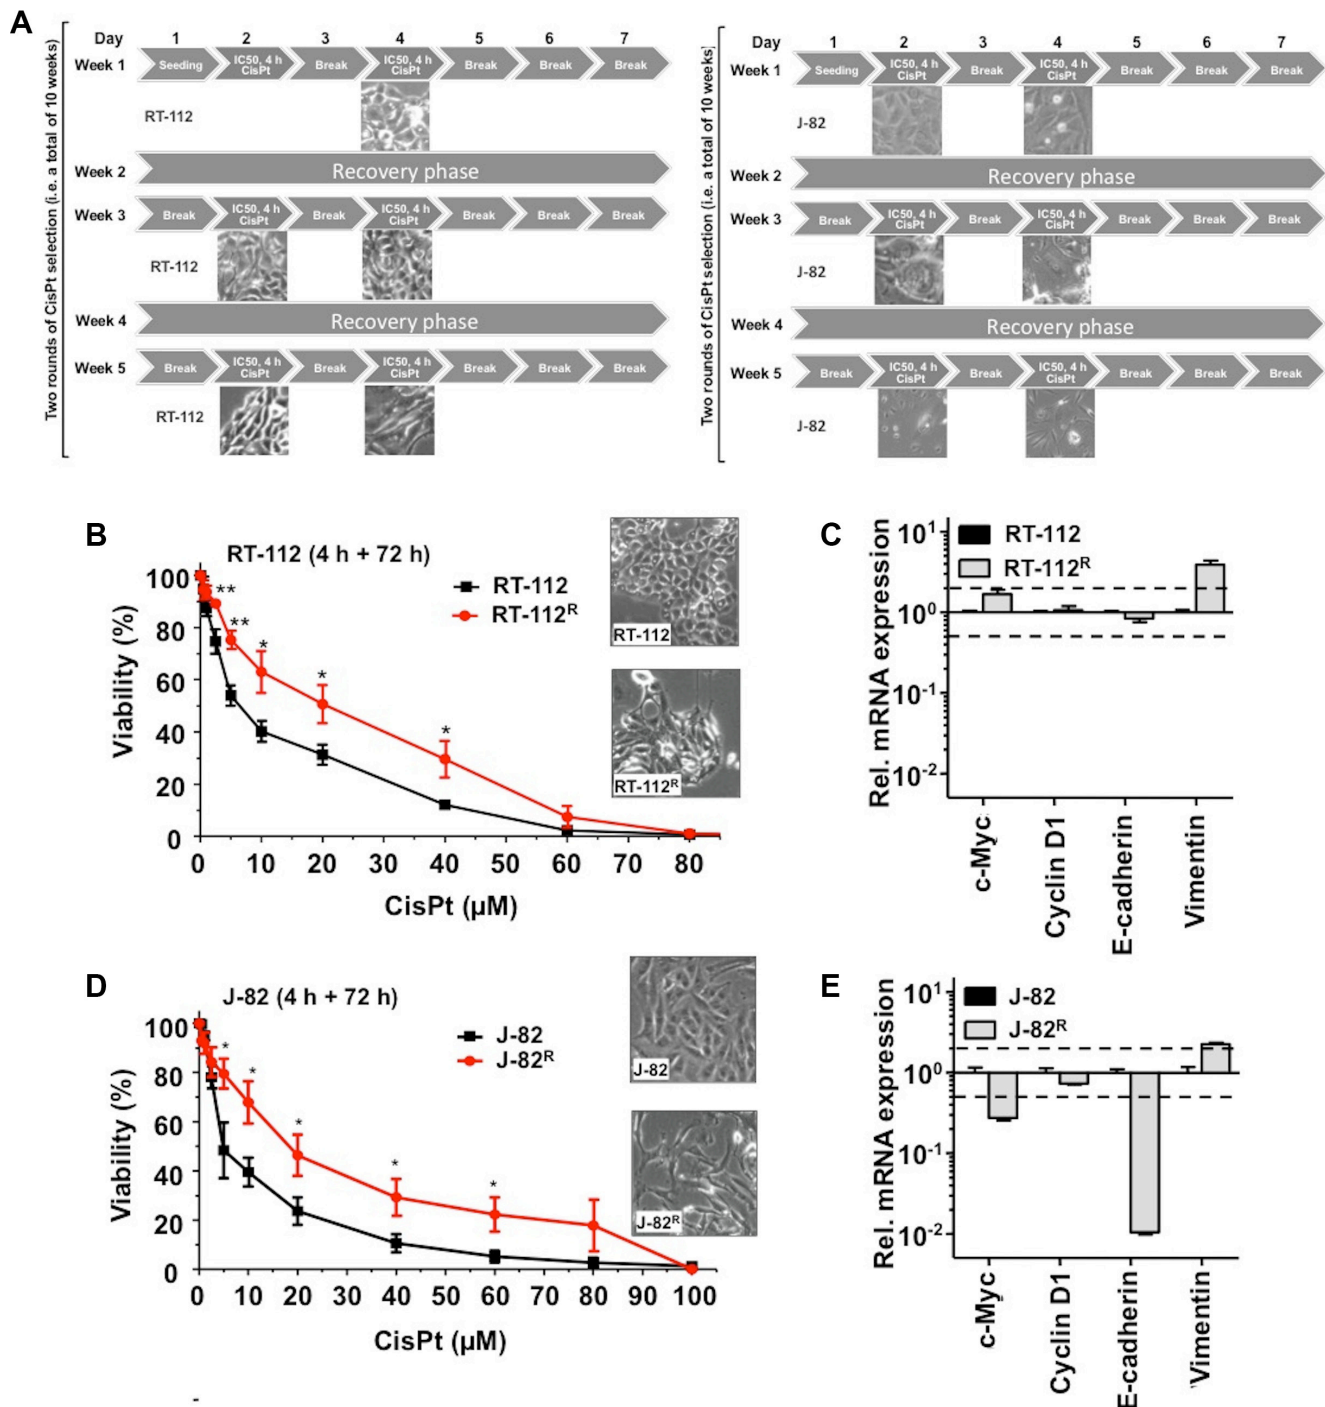 A
Two rounds of CisPt selection (i.e. a total of 10 weeks)
Day 1 2 3 4 5 6 7
Week 1 Seeding IC50, 4 h CisPt Break IC50, 4 h CisPt Break Break Break
RT-112
Week 2 Recovery phase
Week 3 Break IC50, 4 h CisPt Break IC50, 4 h CisPt Break Break Break
RT-112
Week 4 Recovery phase
Week 5 Break IC50, 4 h CisPt Break IC50, 4 h CisPt Break Break Break
RT-112
Two rounds of CisPt selection (i.e. a total of 10 weeks)
Day 1 2 3 4 5 6 7
Week 1 Seeding IC50, 4 h CisPt Break IC50, 4 h CisPt Break Break Break
J-82
Week 2 Recovery phase
Week 3 Break IC50, 4 h CisPt Break IC50, 4 h CisPt Break Break Break
J-82
Week 4 Recovery phase
Week 5 Break IC50, 4 h CisPt Break IC50, 4 h CisPt Break Break Break
J-82
B
RT-112 (4 h + 72 h)
RT-112
RT-112ᴿ
Viability (%)
100
80
60
40
20
0
** ** * * *
0 10 20 30 40 50 60 70 80
CisPt (µM)
RT-112
RT-112ᴿ
C
RT-112
RT-112ᴿ
Rel. mRNA expression
10¹
10⁰
10⁻¹
10⁻²
c-Myc
Cyclin D1
E-cadherin
Vimentin
D
J-82 (4 h + 72 h)
J-82
J-82ᴿ
Viability (%)
100
80
60
40
20
0
* * * * *
0 10 20 30 40 50 60 70 80 90 100
CisPt (µM)
J-82
J-82ᴿ
E
J-82
J-82ᴿ
Rel. mRNA expression
10¹
10⁰
10⁻¹
10⁻²
c-Myc
Cyclin D1
E-cadherin
Vimentin